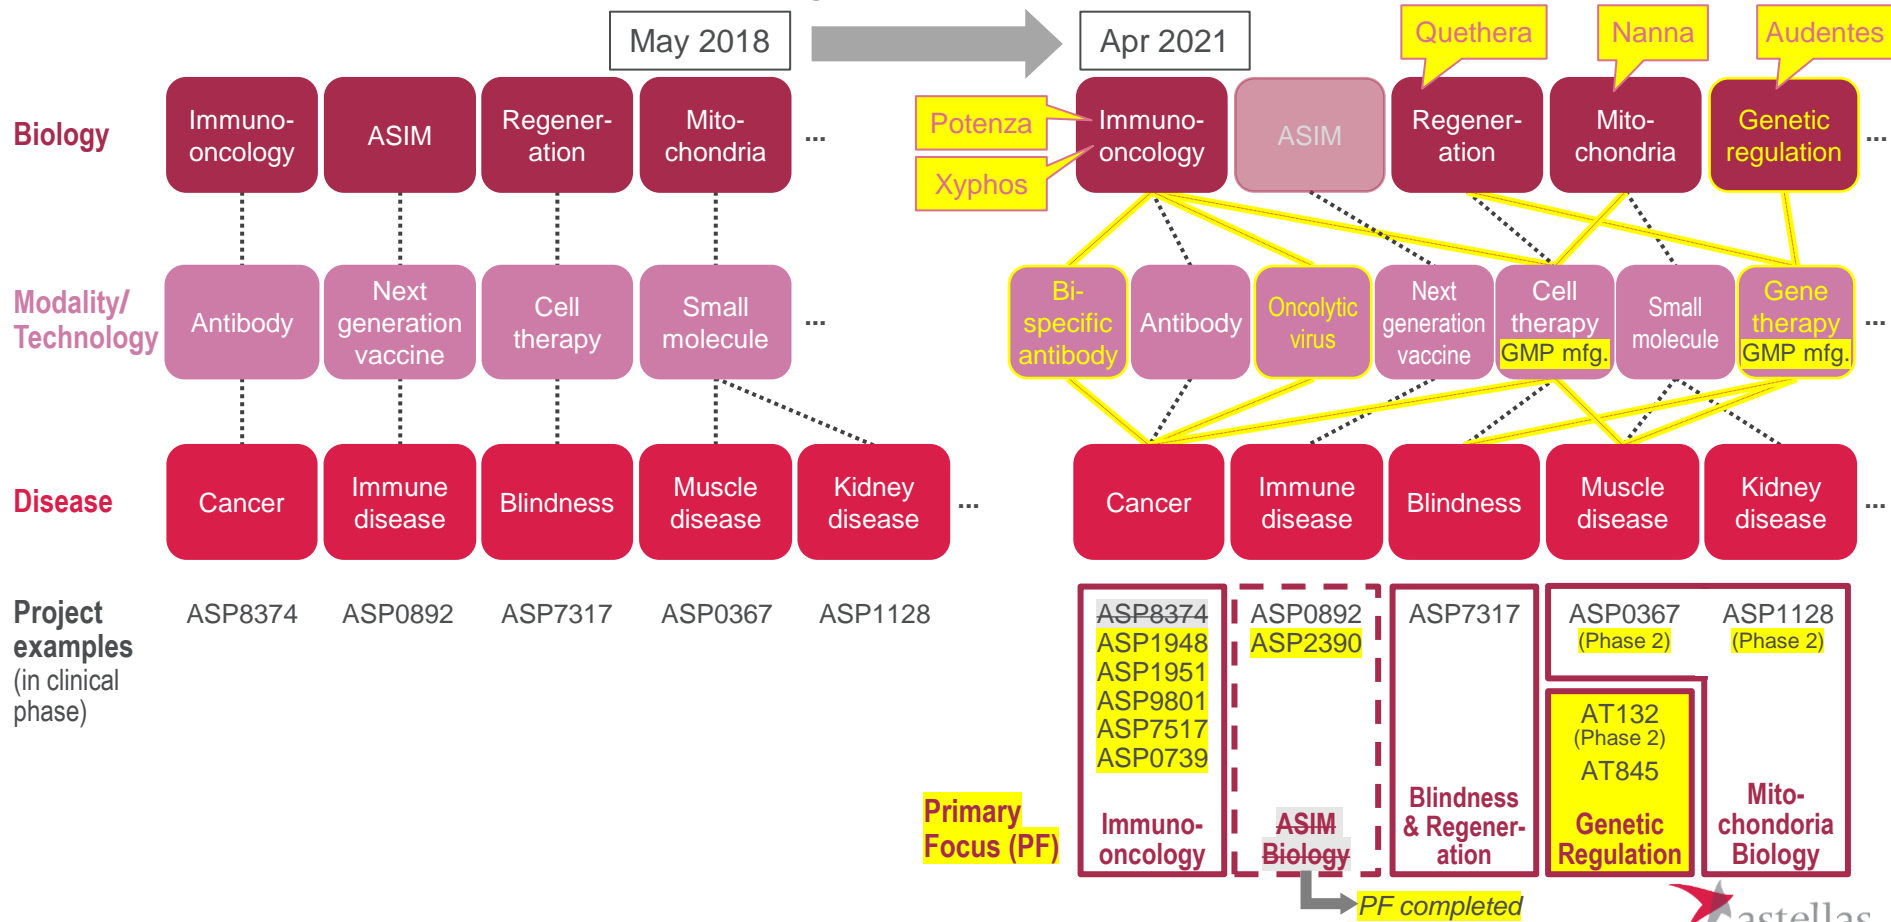 May 2018
Apr 2021
Quethera
Nanna
Audentes
Potenza
Xyphos
Biology
Immuno-
oncology
ASIM
Regener-
ation
Mito-
chondria
...
Immuno-
oncology
ASIM
Regener-
ation
Mito-
chondria
Genetic
regulation
...
Modality/
Technology
Antibody
Next
generation
vaccine
Cell
therapy
Small
molecule
...
Bi-
specific
antibody
Antibody
Oncolytic
virus
Next
generation
vaccine
Cell
therapy
GMP mfg.
Small
molecule
Gene
therapy
GMP mfg.
...
Disease
Cancer
Immune
disease
Blindness
Muscle
disease
Kidney
disease
...
Cancer
Immune
disease
Blindness
Muscle
disease
Kidney
disease
...
Project
examples
(in clinical
phase)
ASP8374
ASP0892
ASP7317
ASP0367
ASP1128
ASP8374
ASP1948
ASP1951
ASP9801
ASP7517
ASP0739
ASP0892
ASP2390
ASP7317
ASP0367
(Phase 2)
ASP1128
(Phase 2)
AT132
(Phase 2)
AT845
Primary
Focus (PF)
Immuno-
oncology
ASIM
Biology
Blindness
& Regener-
ation
Genetic
Regulation
Mito-
chondoria
Biology
PF completed
astellas